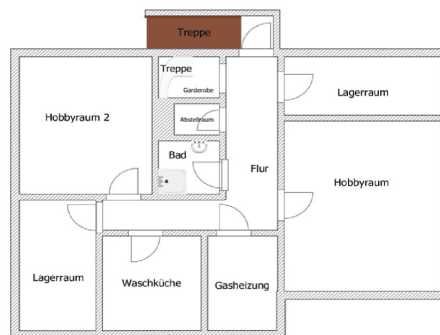 Treppe
Treppe
Garderobe
Lagerraum
Hobbyraum 2
Abstellraum
Bad
Flur
Hobbyraum
Lagerraum
Waschküche
Gasheizung